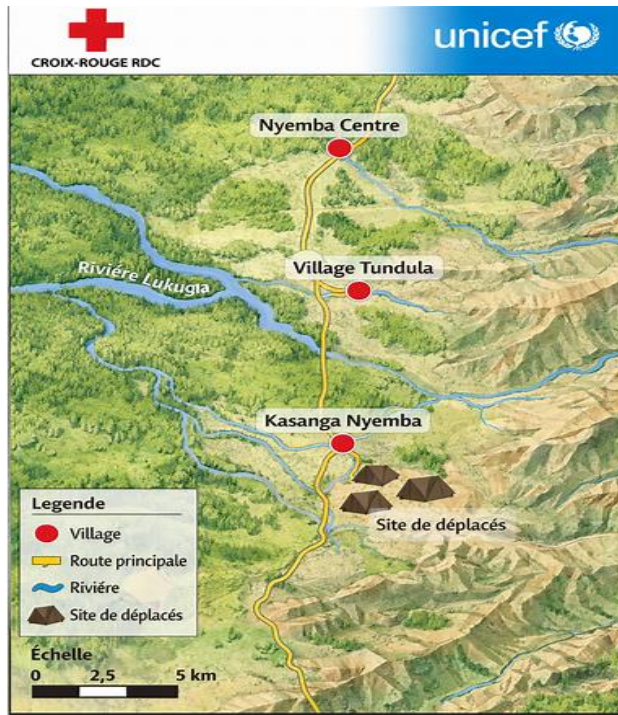 CROIX-ROUGE RDC
unicef
Nyemba Centre
Riviére Lukugia
Village Tundula
Kasanga Nyemba
Site de déplacés
Legende
Village
Route principale
Riviére
Site de déplacés
Échelle
0 2,5 5 km